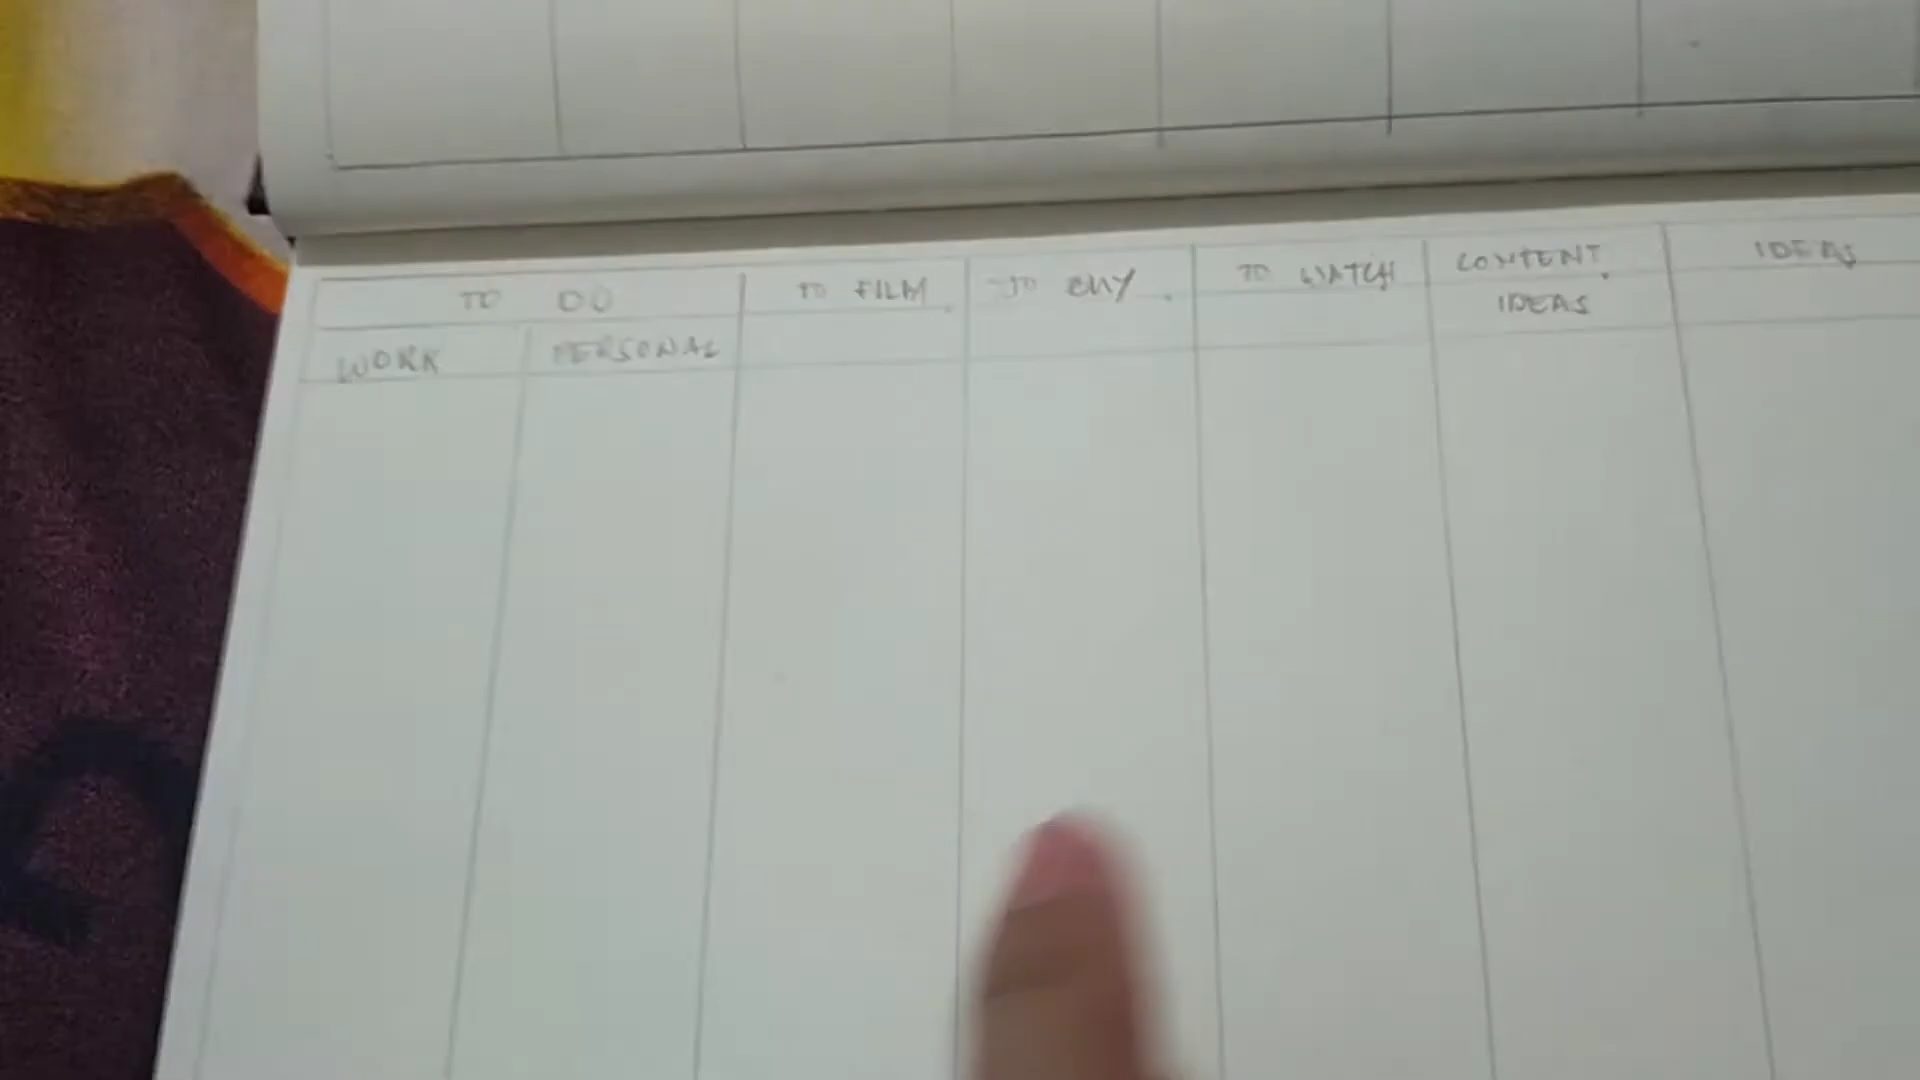 TO DO
TO FILM
TO BUY
TO WATCH
CONTENT
IDEAS
IDEAS
WORK
PERSONAL